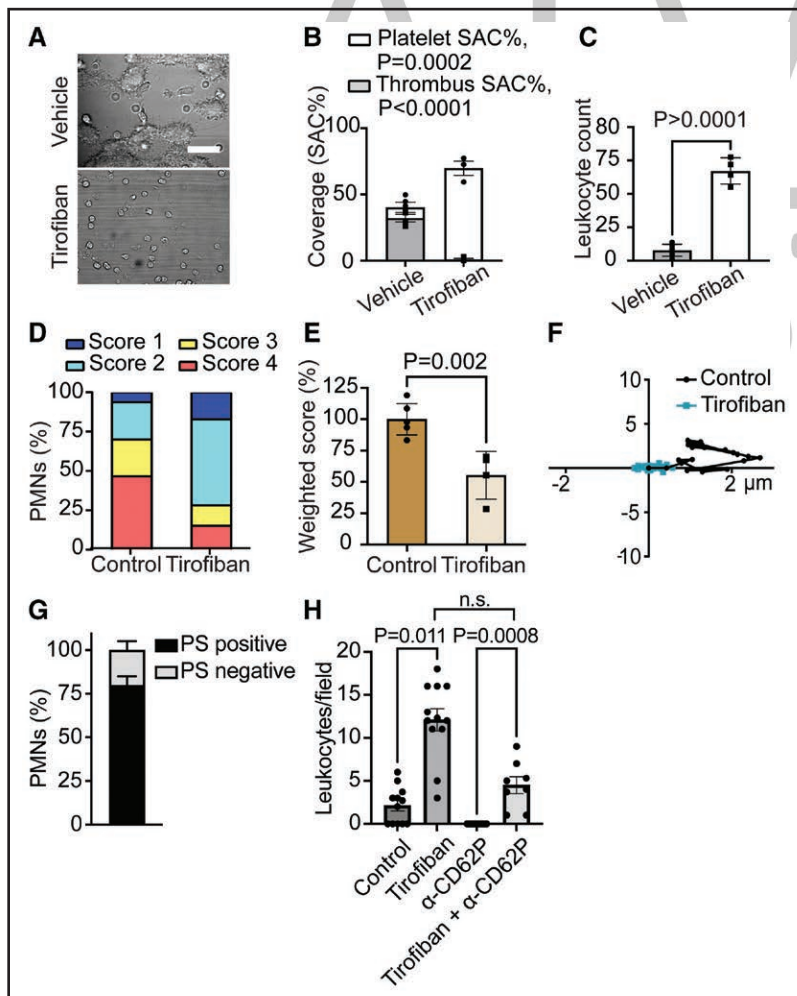 A
Vehicle
Tirofiban
B
Platelet SAC%,
P=0.0002
Thrombus SAC%,
P<0.0001
Coverage (SAC%)
100
50
0
Vehicle
Tirofiban
C
P>0.0001
Leukocyte count
80
75
50
25
0
Vehicle
Tirofiban
D
Score 1
Score 3
Score 2
Score 4
PMNs (%)
100
75
50
25
0
Control Tirofiban
E
P=0.002
Weighted score (%)
125
100
75
50
25
0
Control Tirofiban
F
Control
Tirofiban
10
5
-2
2 μm
-5
-10
G
PS positive
PS negative
PMNs (%)
100
75
50
25
0
H
n.s.
P=0.011 P=0.0008
Leukocytes/field
20
15
10
5
0
Control
Tirofiban
α-CD62P
Tirofiban + α-CD62P